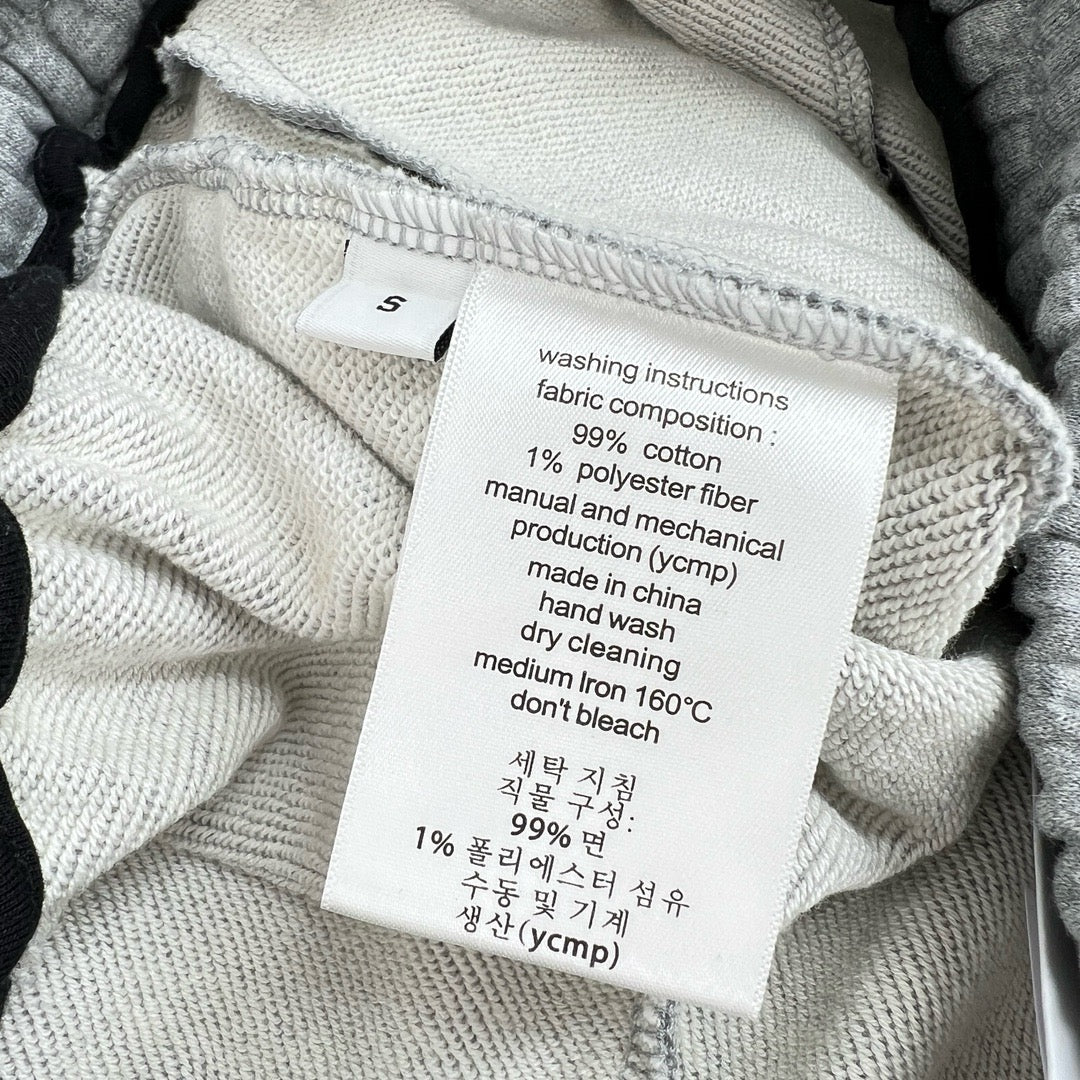 S
washing instructions
fabric composition :
99% cotton
1% polyester fiber
manual and mechanical
production (ycmp)
made in china
hand wash
dry cleaning
medium Iron 160°C
don't bleach
세탁 지침
직물 구성:
99% 면
1% 폴리에스터 섬유
수동 및 기계
생산(ycmp)